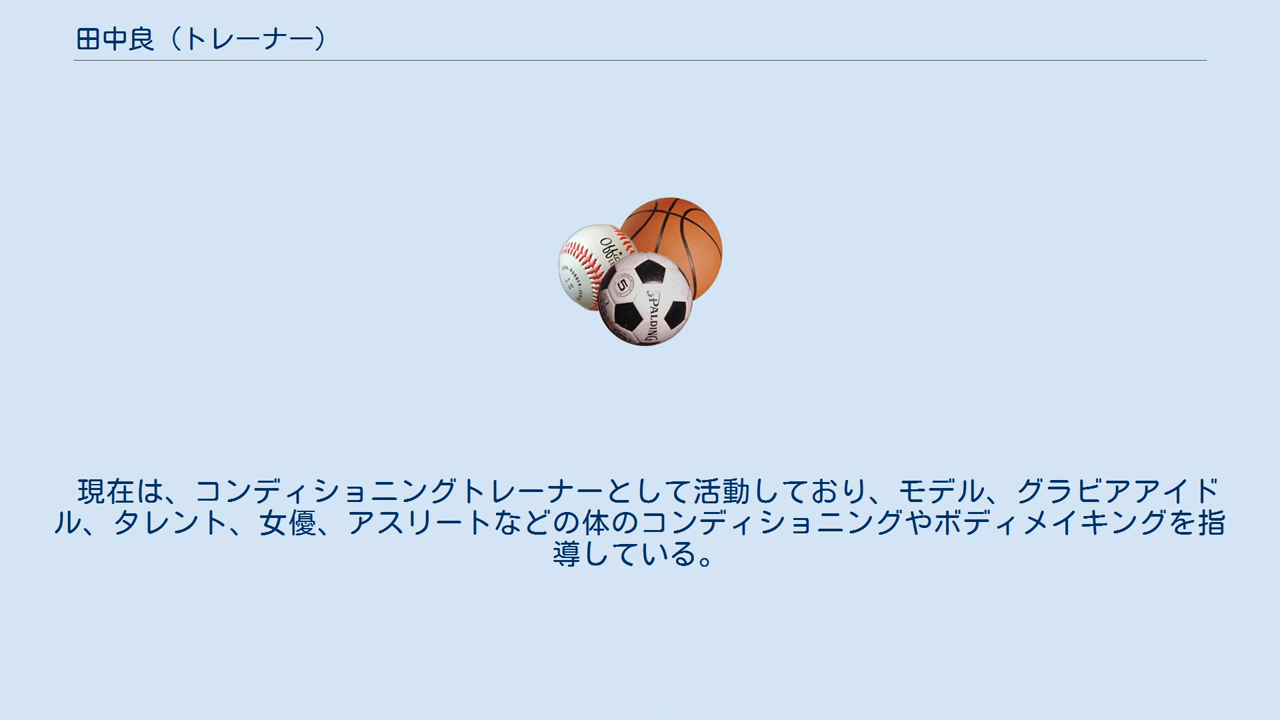 田中良（トレーナー）
Offic
5
SPALDING
現在は、コンディショニングトレーナーとして活動しており、モデル、グラビアアイド
ル、タレント、女優、アスリートなどの体のコンディショニングやボディメイキングを指
導している。